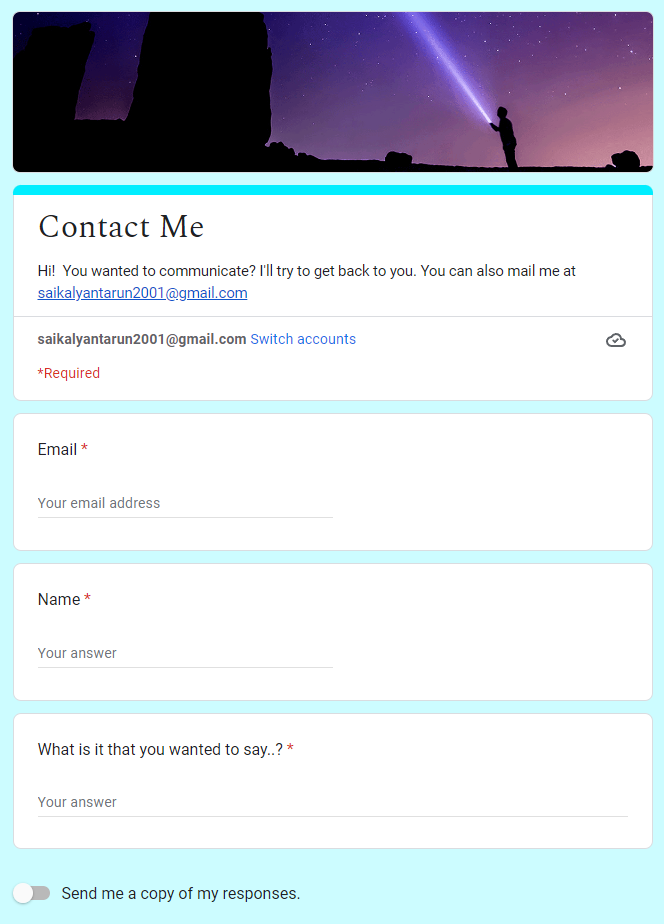 Contact Me
Hi!  You wanted to communicate? I'll try to get back to you. You can also mail me at
saikalyantarun2001@gmail.com
saikalyantarun2001@gmail.com Switch accounts
*Required
Email *
Your email address
Name *
Your answer
What is it that you wanted to say..? *
Your answer
Send me a copy of my responses.